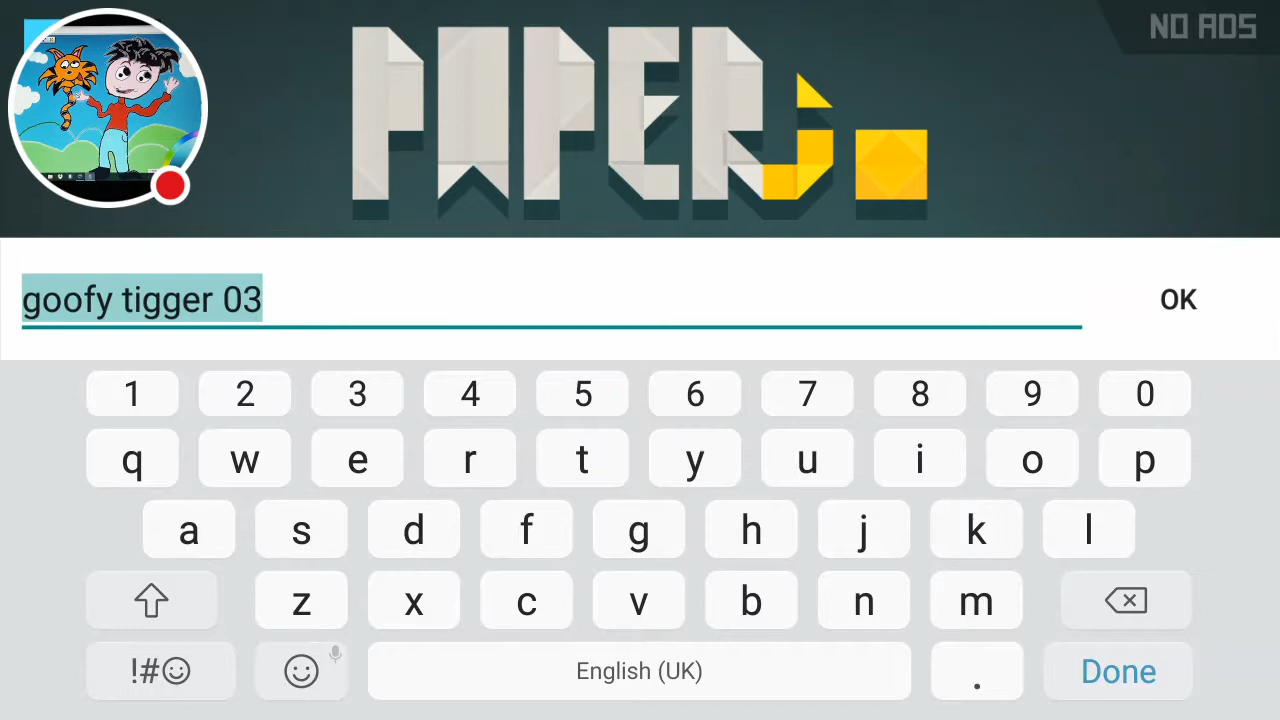 NO ADS
PAPER.io
goofy tigger 03
OK
1 2 3 4 5 6 7 8 9 0
q w e r t y u i o p
a s d f g h j k l
z x c v b n m
!#☺ English (UK) . Done